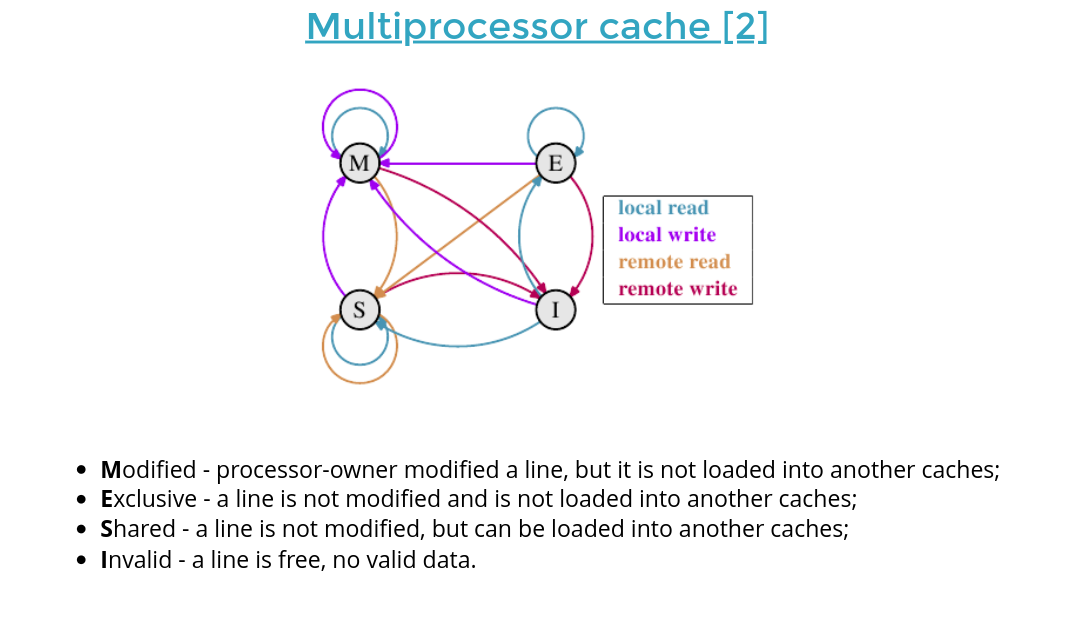 Multiprocessor cache [2]
M
E
S
I
local read
local write
remote read
remote write
Modified - processor-owner modified a line, but it is not loaded into another caches;
Exclusive - a line is not modified and is not loaded into another caches;
Shared - a line is not modified, but can be loaded into another caches;
Invalid - a line is free, no valid data.